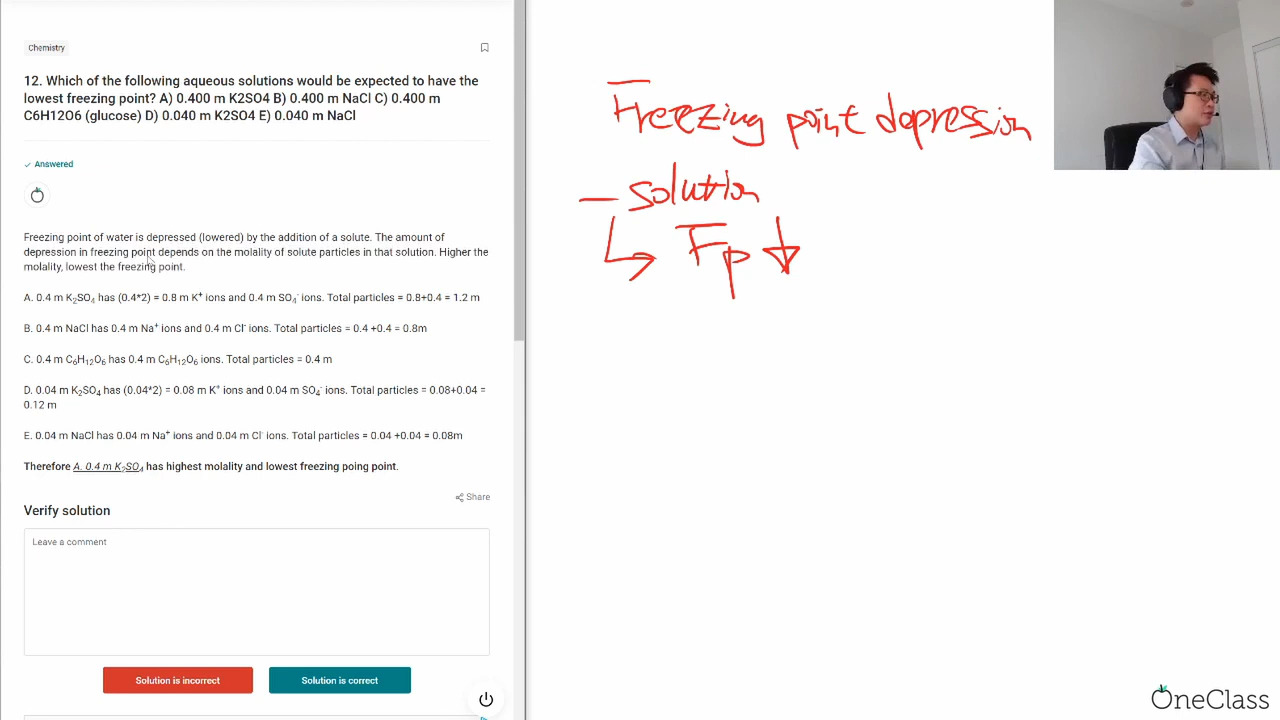 Chemistry
12. Which of the following aqueous solutions would be expected to have the
lowest freezing point? A) 0.400 m K2SO4 B) 0.400 m NaCl C) 0.400 m
C6H12O6 (glucose) D) 0.040 m K2SO4 E) 0.040 m NaCl
✓ Answered
Freezing point of water is depressed (lowered) by the addition of a solute. The amount of
depression in freezing point depends on the molality of solute particles in that solution. Higher the
molality, lowest the freezing point.
A. 0.4 m K₂SO₄ has (0.4*2) = 0.8 m K⁺ ions and 0.4 m SO₄⁻ ions. Total particles = 0.8+0.4 = 1.2 m
B. 0.4 m NaCl has 0.4 m Na⁺ ions and 0.4 m Cl⁻ ions. Total particles = 0.4 +0.4 = 0.8m
C. 0.4 m C₆H₁₂O₆ has 0.4 m C₆H₁₂O₆ ions. Total particles = 0.4 m
D. 0.04 m K₂SO₄ has (0.04*2) = 0.08 m K⁺ ions and 0.04 m SO₄⁻ ions. Total particles = 0.08+0.04 =
0.12 m
E. 0.04 m NaCl has 0.04 m Na⁺ ions and 0.04 m Cl⁻ ions. Total particles = 0.04 +0.04 = 0.08m
Therefore A. 0.4 m K₂SO₄ has highest molality and lowest freezing poing point.
Share
Verify solution
Leave a comment
Solution is incorrect
Solution is correct
Freezing point depression
— solution
↳ Fp ↓
OneClass